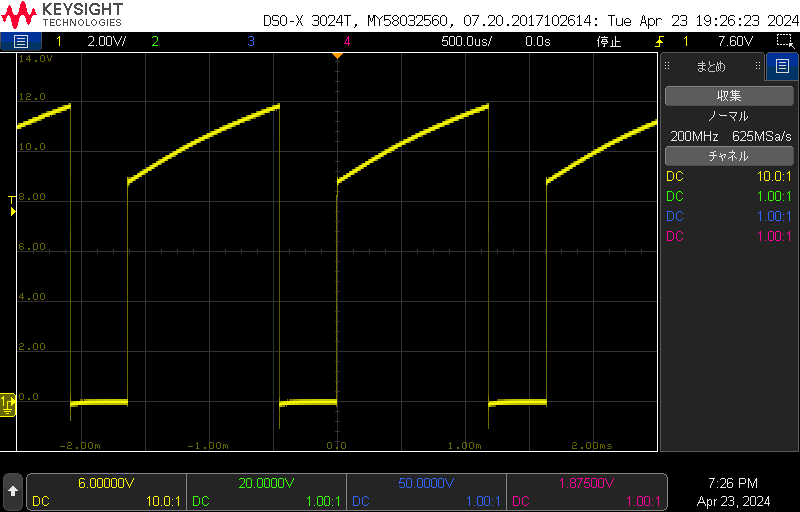 KEYSIGHT
TECHNOLOGIES
DSO-X 3024T, MY58032560, 07.20.2017102614: Tue Apr 23 19:26:23 2024
1 2.00V/ 2 3 4 500.0us/ 0.0s 停止 1 7.60V
14.0V
12.0
10.0
8.00
6.00
4.00
2.00
0.0
T
1
-2.00m -1.00m 0.0 1.00m 2.00ms
まとめ
収集
ノーマル
200MHz 625MSa/s
チャネル
DC 10.0:1
DC 1.00:1
DC 1.00:1
DC 1.00:1
6.00000V 20.0000V 50.0000V 1.87500V
DC 10.0:1 DC 1.00:1 DC 1.00:1 DC 1.00:1
7:26 PM
Apr 23, 2024